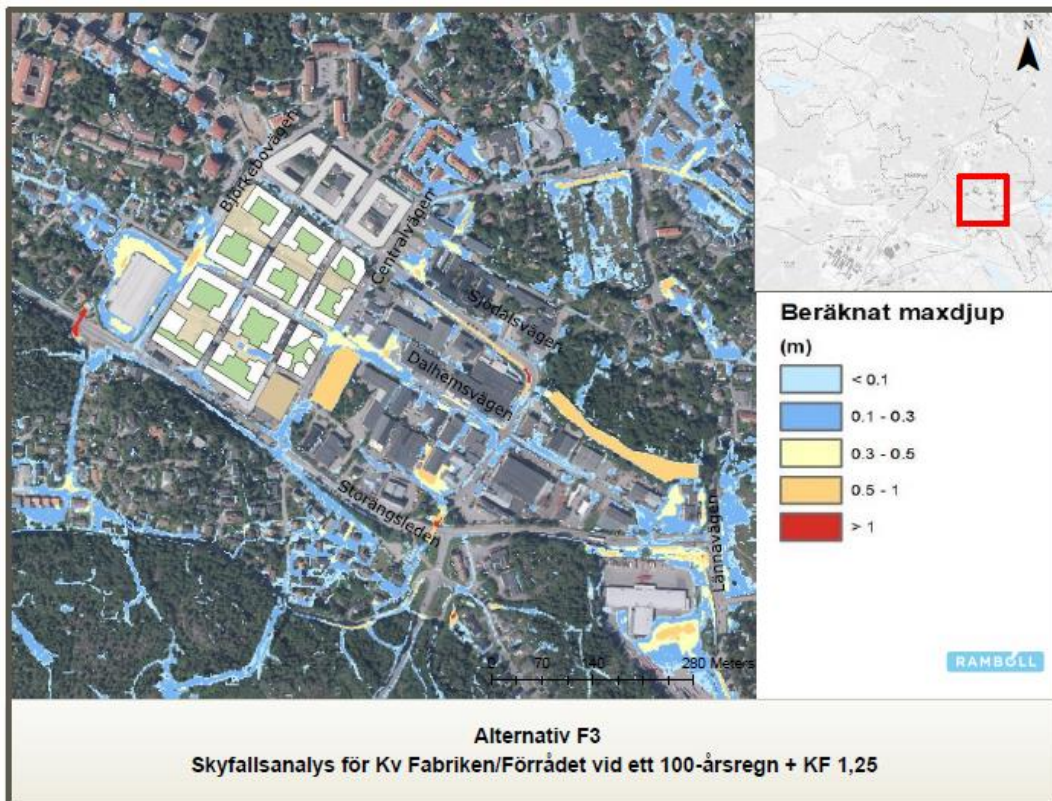 Björkebovägen
Centralvägen
Sjödalsvägen
Dalhemsvägen
Storängsleden
Lännavägen
0 70 140 280 Meters
N
Beräknat maxdjup
(m)
< 0.1
0.1 - 0.3
0.3 - 0.5
0.5 - 1
> 1
RAMBOLL
Alternativ F3
Skyfallsanalys för Kv Fabriken/Förrådet vid ett 100-årsregn + KF 1,25